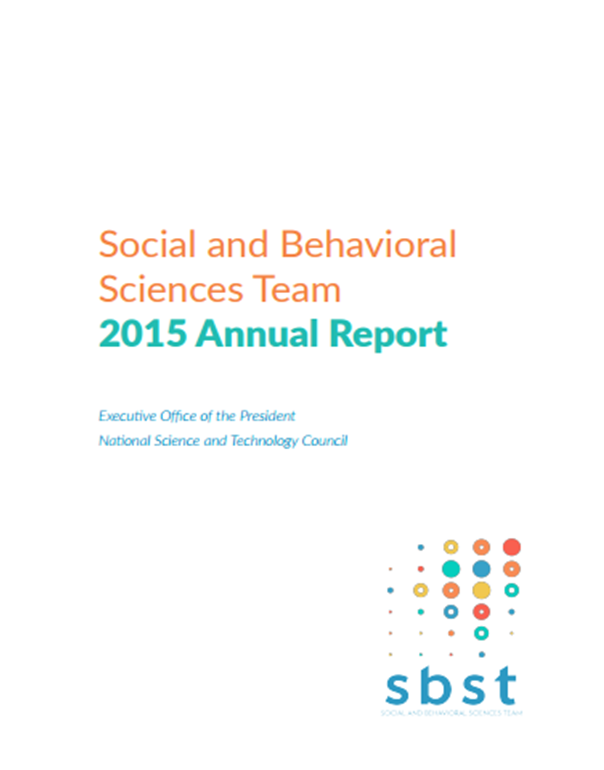 Social and Behavioral
Sciences Team
2015 Annual Report
Executive Office of the President
National Science and Technology Council
sbst
SOCIAL AND BEHAVIORAL SCIENCES TEAM